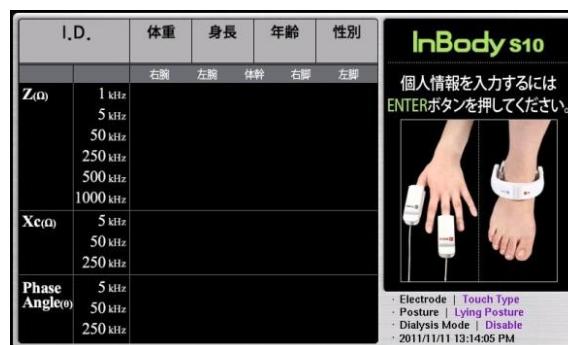 I.D. 体重 身長 年齢 性別
右腕 左腕 体幹 右脚 左脚
Z(Ω) 1 kHz
5 kHz
50 kHz
250 kHz
500 kHz
1000 kHz
Xc(Ω) 5 kHz
50 kHz
250 kHz
Phase Angle(θ) 5 kHz
50 kHz
250 kHz
InBody S10
個人情報を入力するには
ENTERボタンを押してください。
· Electrode | Touch Type
· Posture | Lying Posture
· Dialysis Mode | Disable
· 2011/11/11 13:14:05 PM